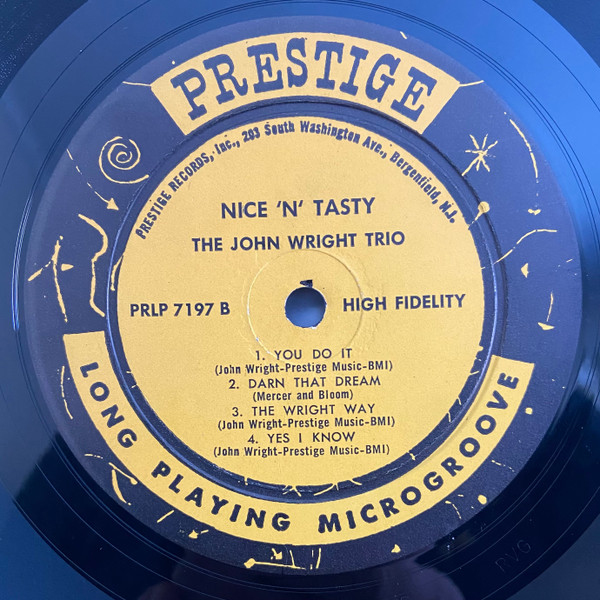 PRESTIGE
PRESTIGE RECORDS, Inc., 203 South Washington Ave., Bergenfield, N.J.
NICE 'N' TASTY
THE JOHN WRIGHT TRIO
PRLP 7197 B
HIGH FIDELITY
1. YOU DO IT
(John Wright-Prestige Music-BMI)
2. DARN THAT DREAM
(Mercer and Bloom)
3. THE WRIGHT WAY
(John Wright-Prestige Music-BMI)
4. YES I KNOW
(John Wright-Prestige Music-BMI)
LONG PLAYING MICROGROOVE
RVG